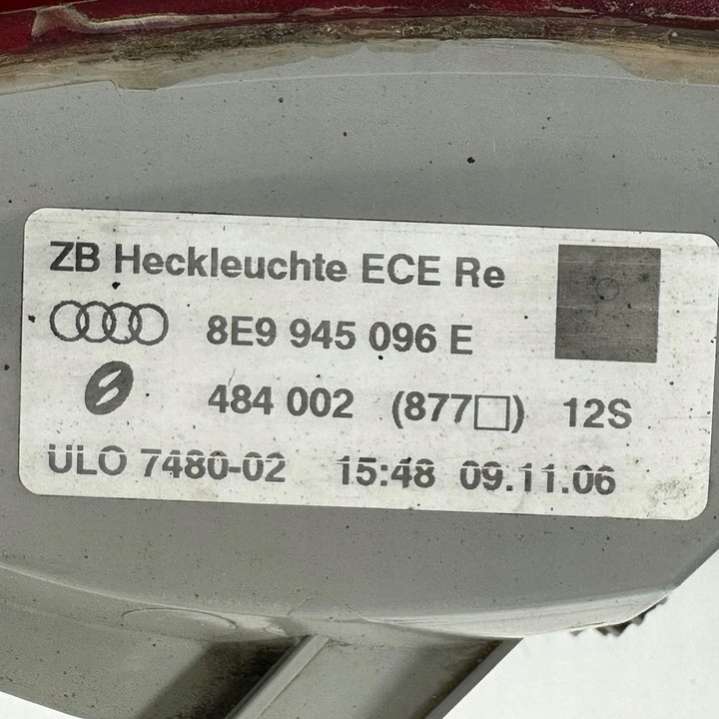 ZB Heckleuchte ECE Re
8E9 945 096 E
484 002 (877□) 12S
ULO 7480-02 15:48 09.11.06